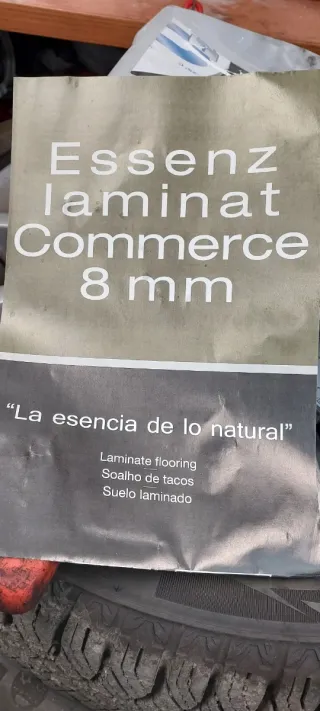 Essenz
laminat
Commerce
8 mm
“La esencia de lo natural”
Laminate flooring
Soalho de tacos
Suelo laminado